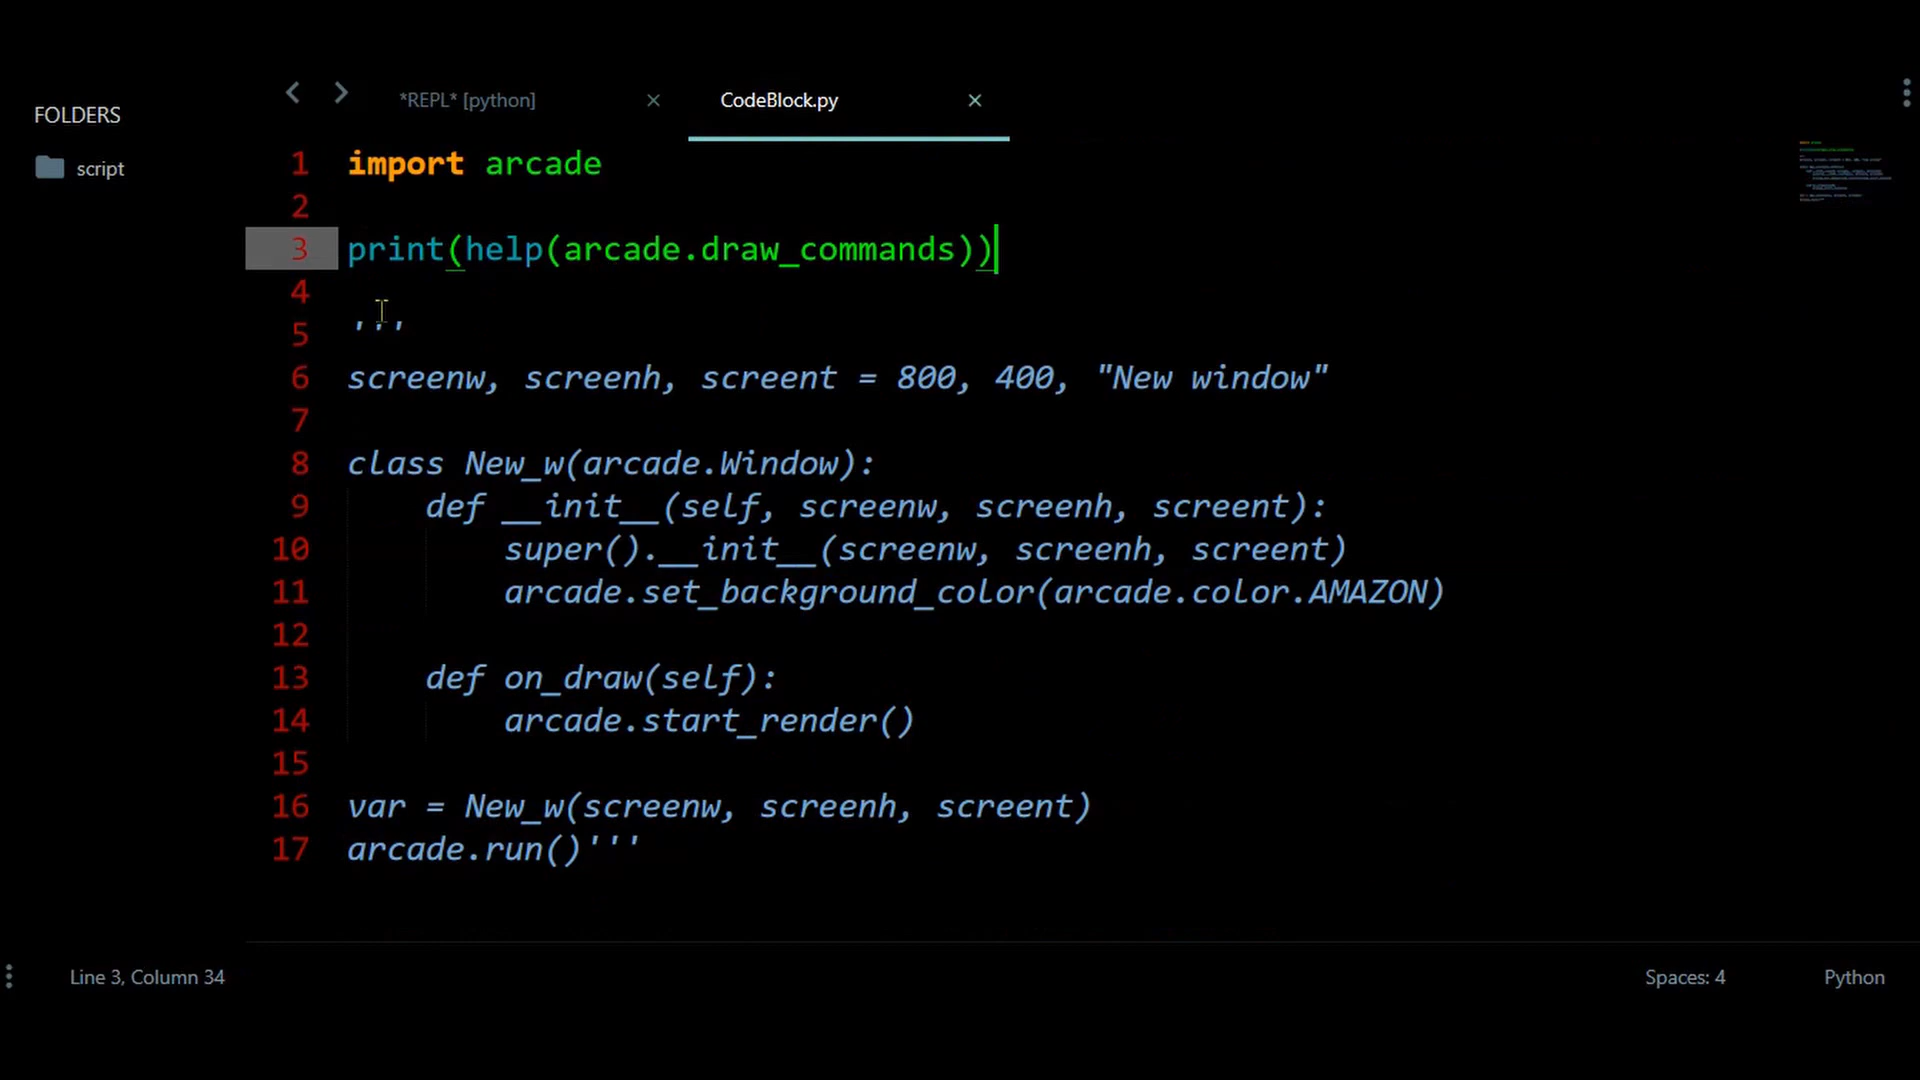 FOLDERS
script
*REPL* [python]
CodeBlock.py
1 import arcade
2
3 print(help(arcade.draw_commands))
4
5 '''
6 screenw, screenh, screent = 800, 400, "New window"
7
8 class New_w(arcade.Window):
9     def __init__(self, screenw, screenh, screent):
10         super().__init__(screenw, screenh, screent)
11         arcade.set_background_color(arcade.color.AMAZON)
12
13     def on_draw(self):
14         arcade.start_render()
15
16 var = New_w(screenw, screenh, screent)
17 arcade.run()'''
Line 3, Column 34
Spaces: 4
Python